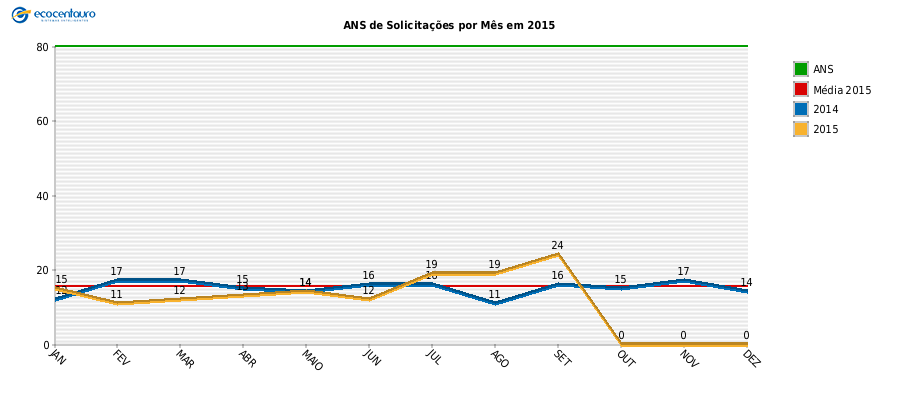 ecocentauro
ANS de Solicitações por Mês em 2015
80
60
40
20
0
ANS
Média 2015
2014
2015
15 17 17 15 14 16 19 19 24 15 17 14
11 12 13 12 16 11 16 0 0 0
JAN FEV MAR ABR MAIO JUN JUL AGO SET OUT NOV DEZ